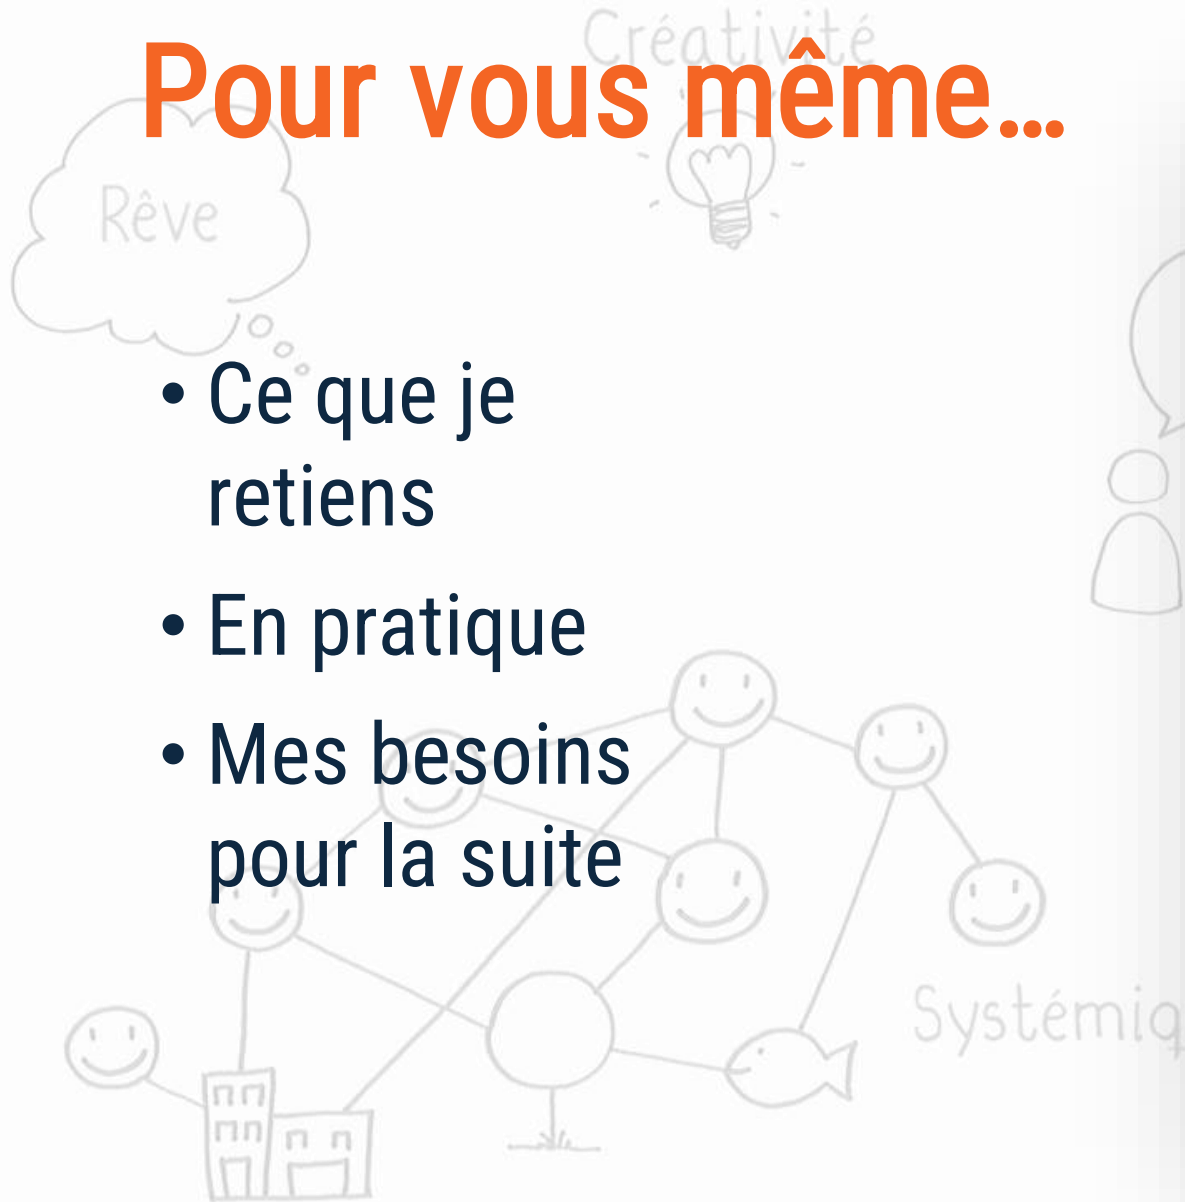 Créativité
Pour vous même...
Rêve
• Ce que je
retiens
• En pratique
• Mes besoins
pour la suite
Systémiq